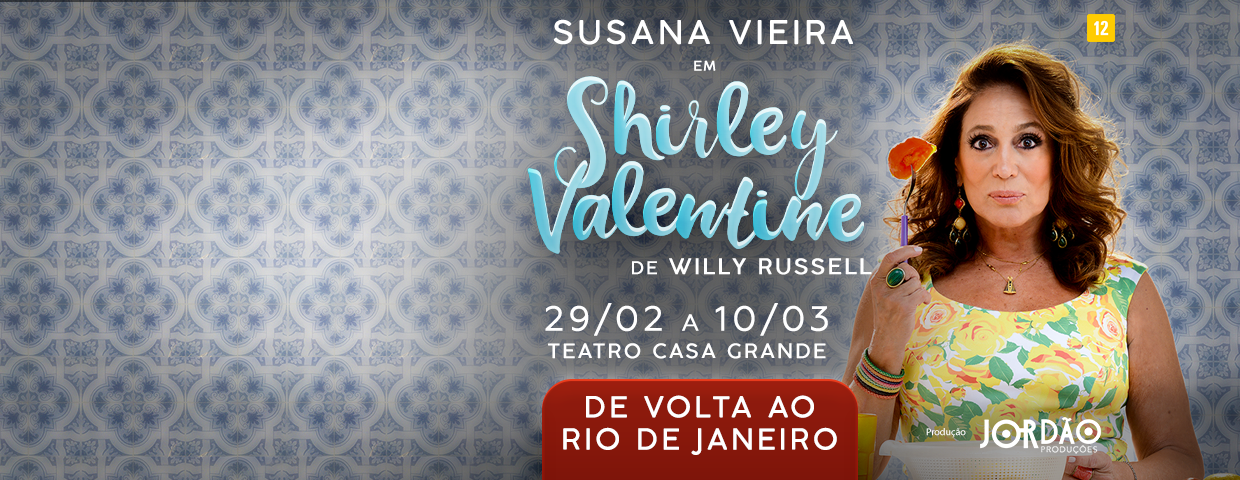 SUSANA VIEIRA
12
EM
Shirley
Valentine
DE WILLY RUSSELL
29/02 A 10/03
TEATRO CASA GRANDE
DE VOLTA AO
RIO DE JANEIRO
Produção JORDÃO
PRODUÇÕES